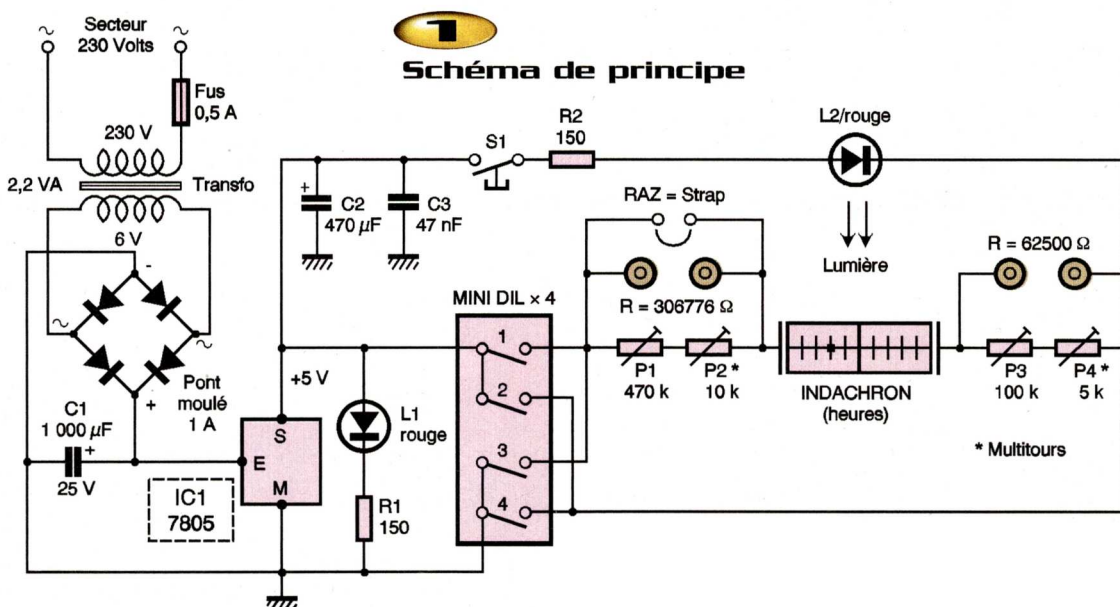 1
Schéma de principe
Secteur
230 Volts
~
~
Fus
0,5 A
230 V
2,2 VA
Transfo
6 V
-
~
~
+
Pont
moulé
1 A
C1
1 000 µF
+
25 V
IC1
7805
E
S
M
+5 V
L1
rouge
R1
150
+
C2
470 µF
C3
47 nF
S1
R2
150
L2/rouge
Lumière
MINI DIL × 4
1
2
3
4
RAZ = Strap
R = 306776 Ω
P1
470 k
P2 *
10 k
INDACHRON
(heures)
R = 62500 Ω
P3
100 k
P4 *
5 k
* Multitours